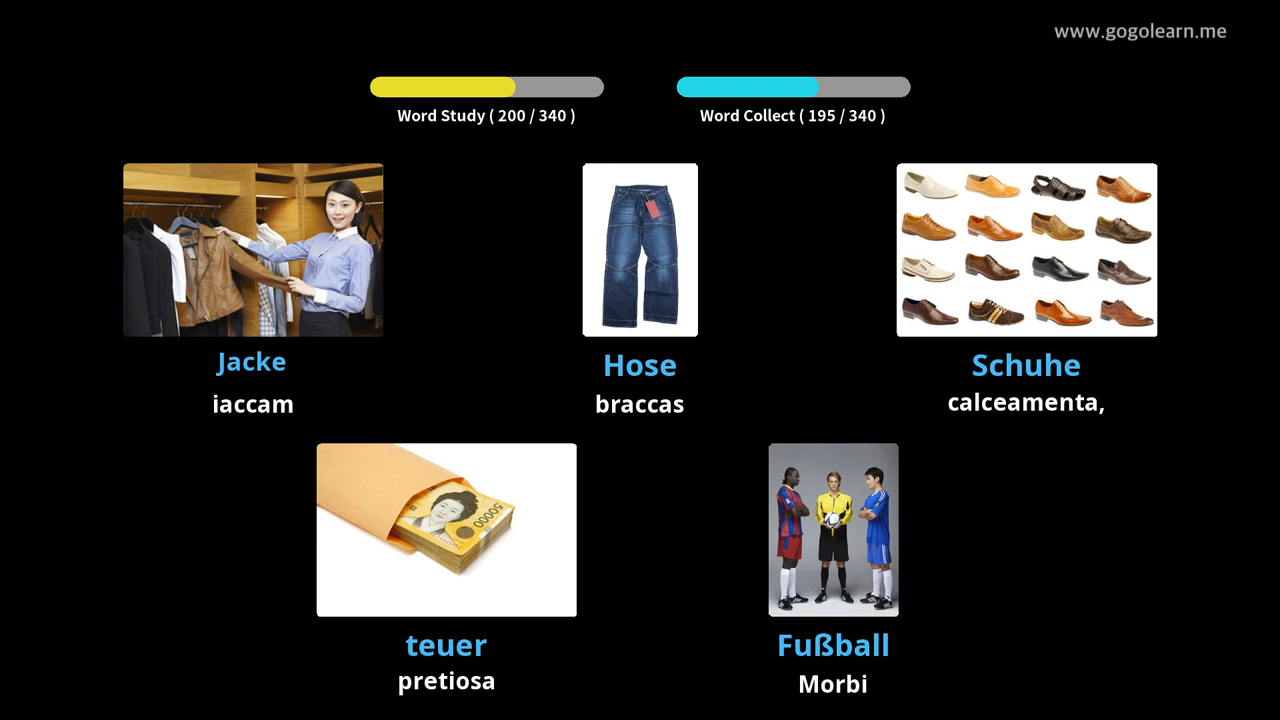 www.gogolearn.me
Word Study ( 200 / 340 )
Word Collect ( 195 / 340 )
Jacke
iaccam
Hose
braccas
Schuhe
calceamenta,
50000
teuer
pretiosa
Fußball
Morbi